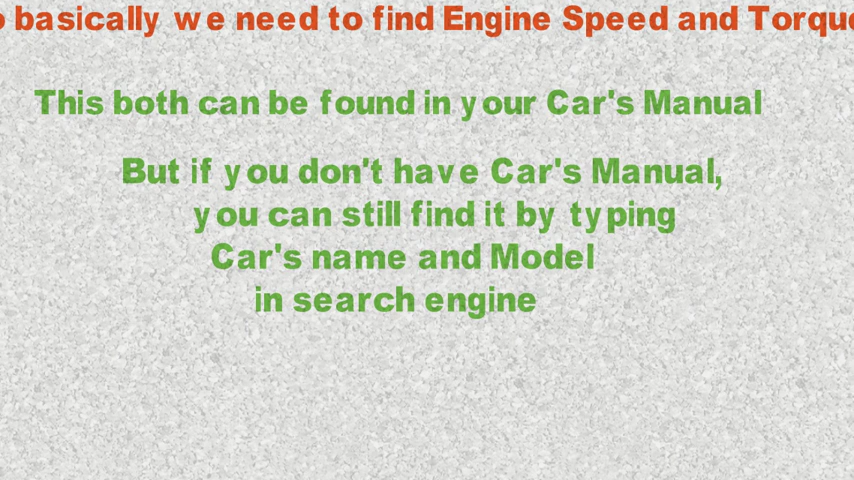 basically we need to find Engine Speed and Torque
This both can be found in your Car's Manual
But if you don't have Car's Manual,
you can still find it by typing
Car's name and Model
in search engine